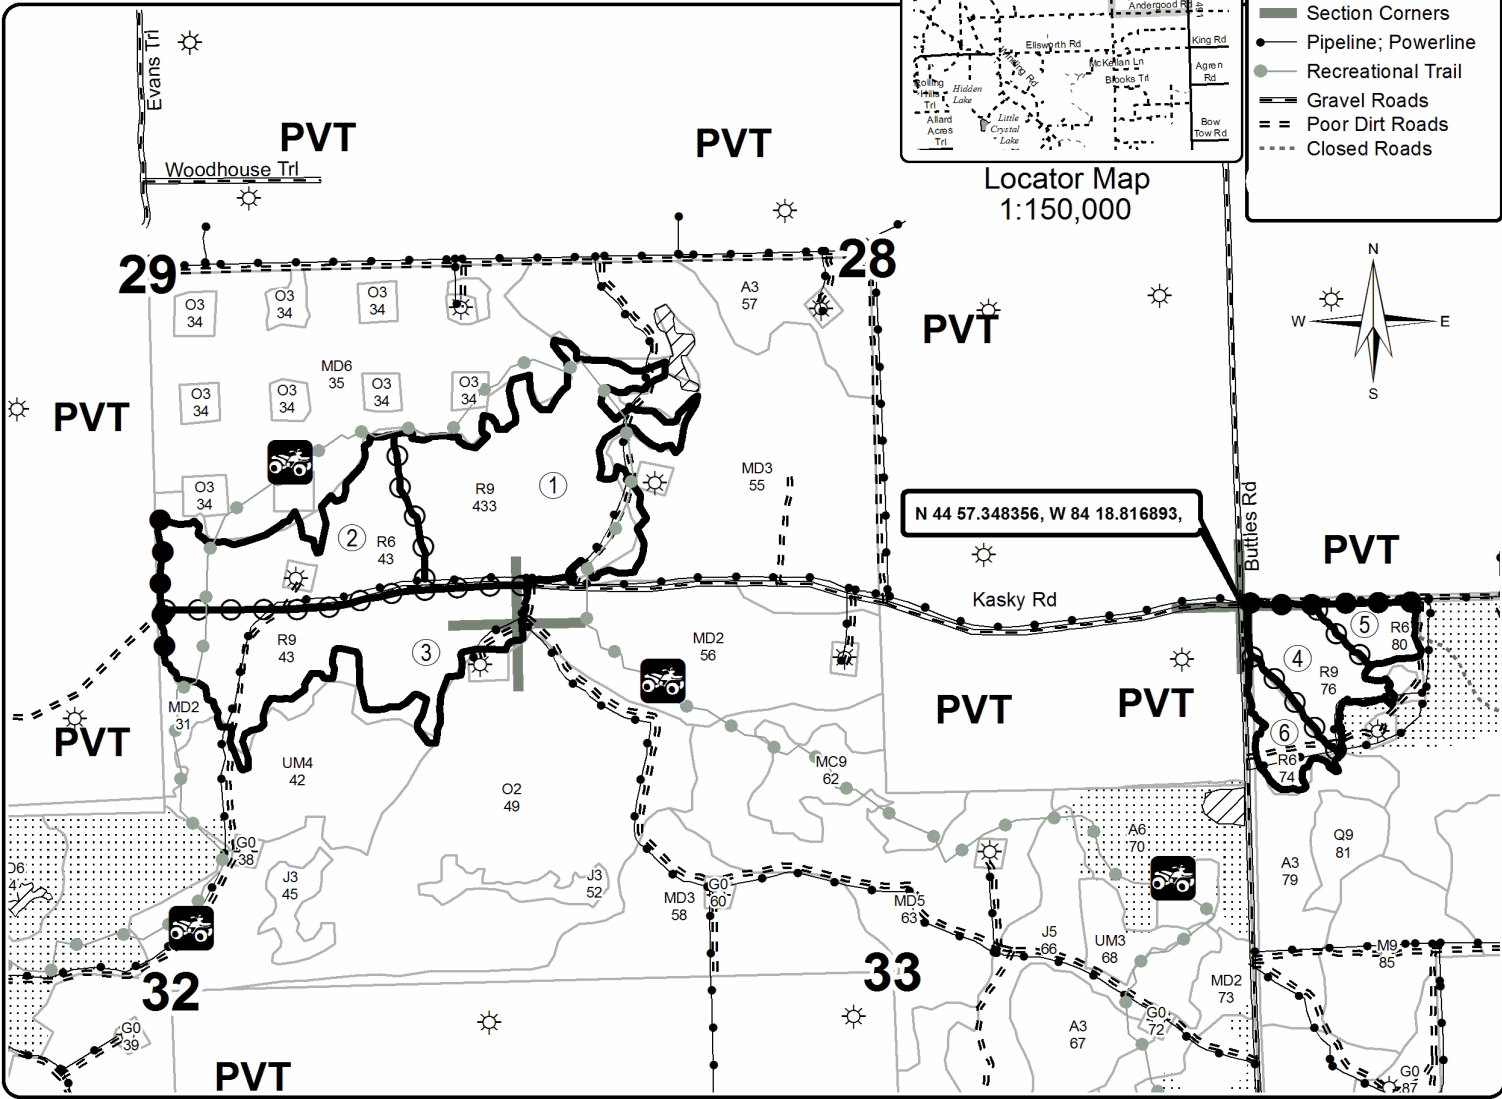 Andergood Rd
491
Ellsworth Rd
King Rd
Winding Rd
McKellan Ln
Agren
Rd
Brooks Trl
Rolling
Hills
Trl
Hidden
Lake
Allard
Acres
Trl
Little
Crystal
Lake
Bow
Tow Rd
Section Corners
Pipeline; Powerline
Recreational Trail
Gravel Roads
Poor Dirt Roads
Closed Roads
Locator Map
1:150,000
Evans Trl
PVT
PVT
Woodhouse Trl
29
28
N
W
E
S
O3
34
O3
34
O3
34
A3
57
PVT
MD6
35
O3
34
O3
34
O3
34
O3
34
PVT
O3
34
R9
433
1
MD3
55
2
R6
43
N 44 57.348356, W 84 18.816893,
Buttles Rd
PVT
Kasky Rd
R9
43
3
MD2
56
5
R6
80
4
R9
76
MD2
31
PVT
PVT
PVT
6
R6
74
UM4
42
O2
49
MC9
62
G0
38
J3
45
J3
52
A6
70
Q9
81
A3
79
G0
60
MD3
58
MD5
63
J5
66
UM3
68
M9
85
32
33
MD2
73
G0
39
A3
67
G0
72
PVT
G0
87